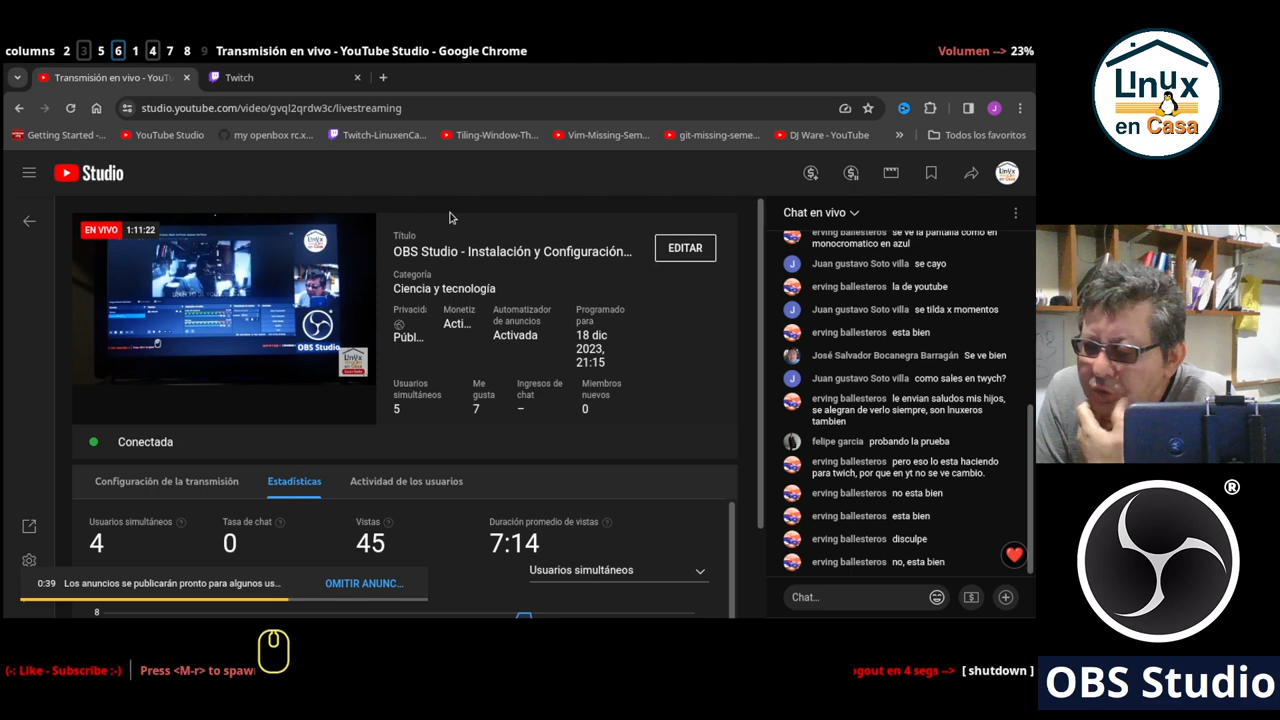 columns 2 3 5 6 1 4 7 8 9 Transmisión en vivo - YouTube Studio - Google Chrome
Volumen --> 23%
Transmisión en vivo - YouT
Twitch
studio.youtube.com/video/gvql2qrdw3c/livestreaming
J
Getting Started -...
YouTube Studio
my openbox rc.x...
Twitch-LinuxenCa...
Tiling-Window-Th...
Vim-Missing-Sem...
git-missing-seme...
DJ Ware - YouTube
Todos los favoritos
Studio
EN VIVO
1:11:22
OBS Studio
Título
OBS Studio - Instalación y Configuración...
EDITAR
Categoría
Ciencia y tecnología
Privacid
Públ...
Monetiz
Acti...
Automatizador
de anuncios
Activada
Programado
para
18 dic
2023,
21:15
Usuarios
simultáneos
5
Me
gusta
7
Ingresos de
chat
–
Miembros
nuevos
0
Conectada
Configuración de la transmisión
Estadísticas
Actividad de los usuarios
Usuarios simultáneos
4
Tasa de chat
0
Vistas
45
Duración promedio de vistas
7:14
Usuarios simultáneos
0:39 Los anuncios se publicarán pronto para algunos us...
OMITIR ANUNC...
8
Chat en vivo
erving ballesteros se ve la pantalla como en
monocromatico en azul
Juan gustavo Soto villa se cayo
erving ballesteros la de youtube
Juan gustavo Soto villa se tilda x momentos
erving ballesteros esta bien
José Salvador Bocanegra Barragán Se ve bien
Juan gustavo Soto villa como sales en twych?
erving ballesteros le envian saludos mis hijos,
se alegran de verlo siempre, son lnuxeros
tambien
felipe garcia probando la prueba
erving ballesteros pero eso lo esta haciendo
para twich, por que en yt no se ve cambio.
erving ballesteros no esta bien
erving ballesteros esta bien
erving ballesteros disculpe
erving ballesteros no, esta bien
Chat...
(-: Like - Subscribe :-)
Press <M-r> to spaw
gout en 4 segs -->
[ shutdown ]
Linux
en Casa
®
OBS Studio